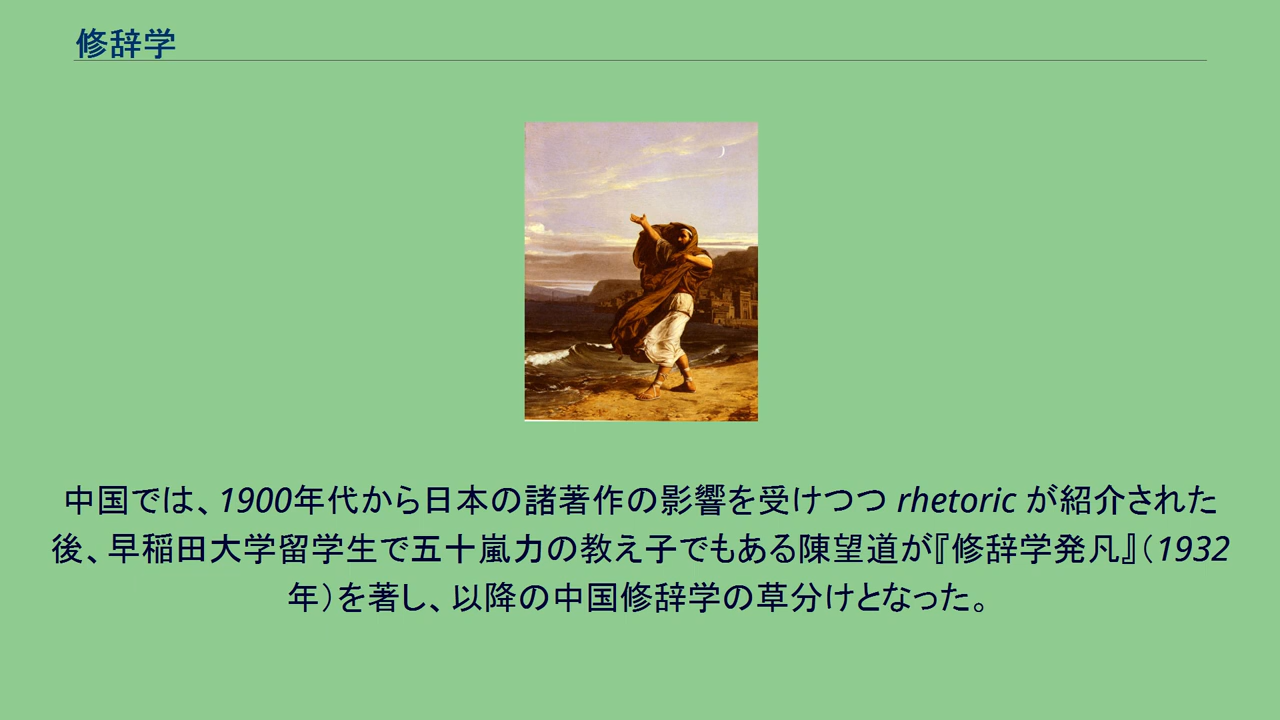 修辞学
中国では、1900年代から日本の諸著作の影響を受けつつ rhetoric が紹介された
後、早稲田大学留学生で五十嵐力の教え子でもある陳望道が『修辞学発凡』（1932
年）を著し、以降の中国修辞学の草分けとなった。